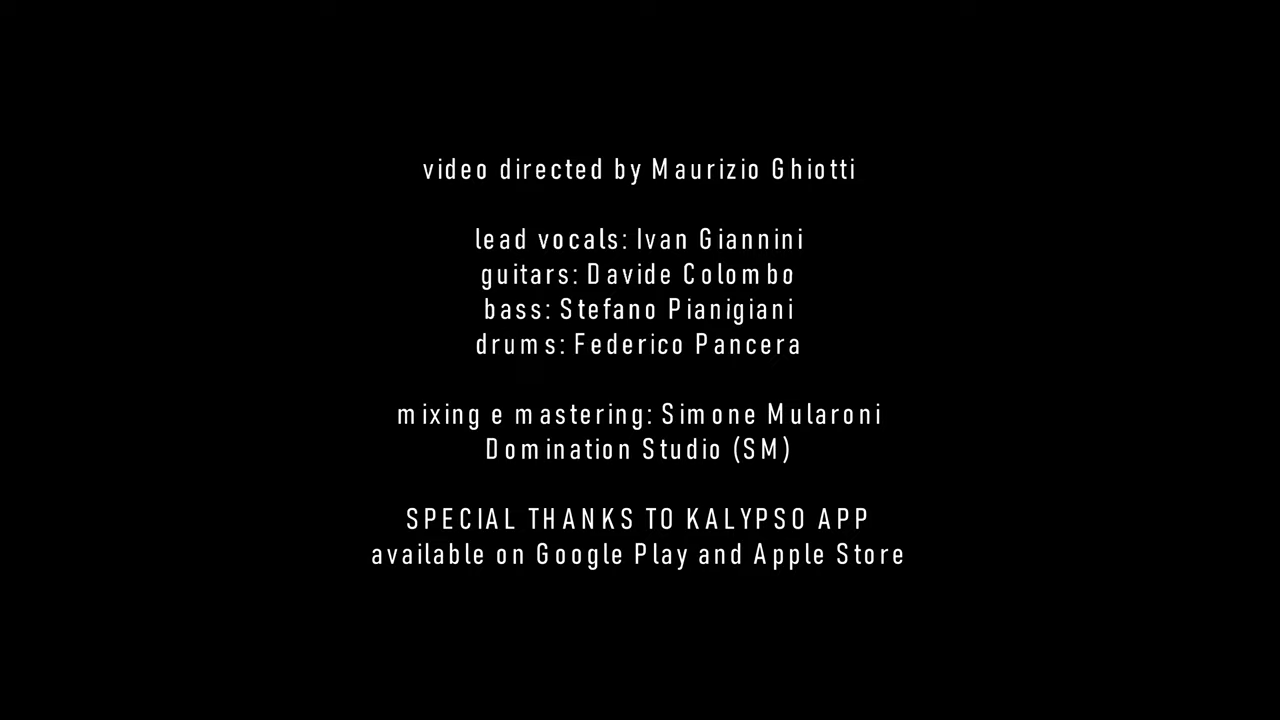 video directed by Maurizio Ghiotti
lead vocals: Ivan Giannini
guitars: Davide Colombo
bass: Stefano Pianigiani
drums: Federico Pancera
mixing e mastering: Simone Mularoni
Domination Studio (SM)
SPECIAL THANKS TO KALYPSO APP
available on Google Play and Apple Store